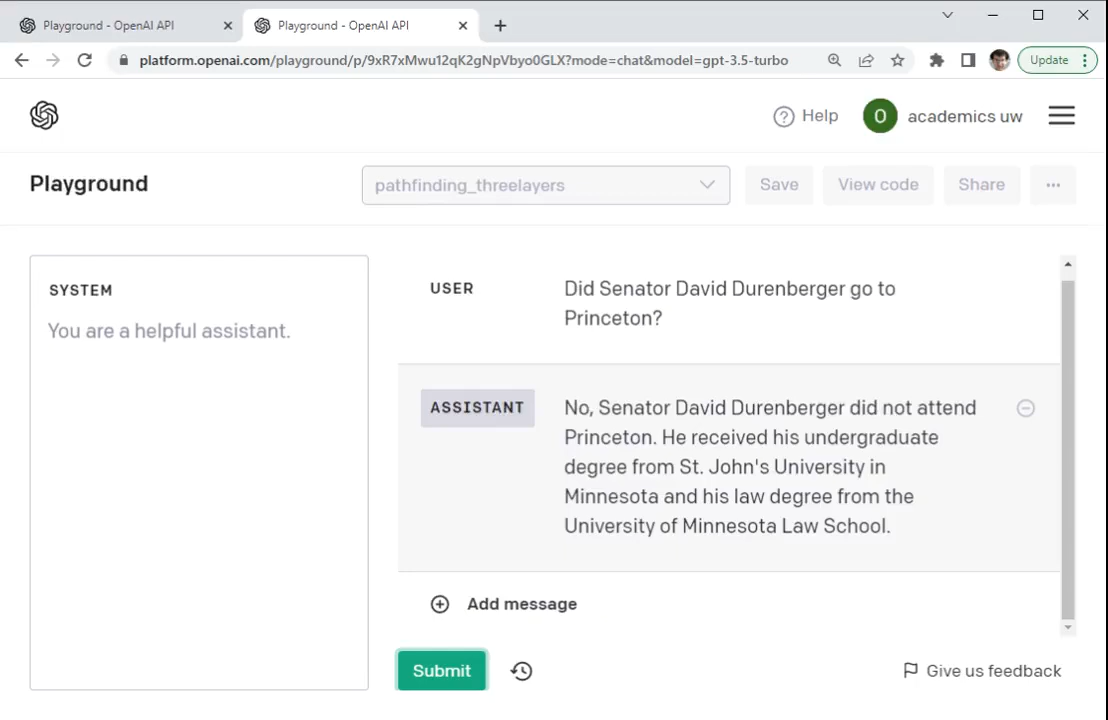 Playground - OpenAI API
Playground - OpenAI API
platform.openai.com/playground/p/9xR7xMwu12qK2gNpVbyo0GLX?mode=chat&model=gpt-3.5-turbo
Update
Help
O
academics uw
Playground
pathfinding_threelayers
Save
View code
Share
...
SYSTEM
You are a helpful assistant.
USER
Did Senator David Durenberger go to
Princeton?
ASSISTANT
No, Senator David Durenberger did not attend
Princeton. He received his undergraduate
degree from St. John's University in
Minnesota and his law degree from the
University of Minnesota Law School.
Add message
Submit
Give us feedback